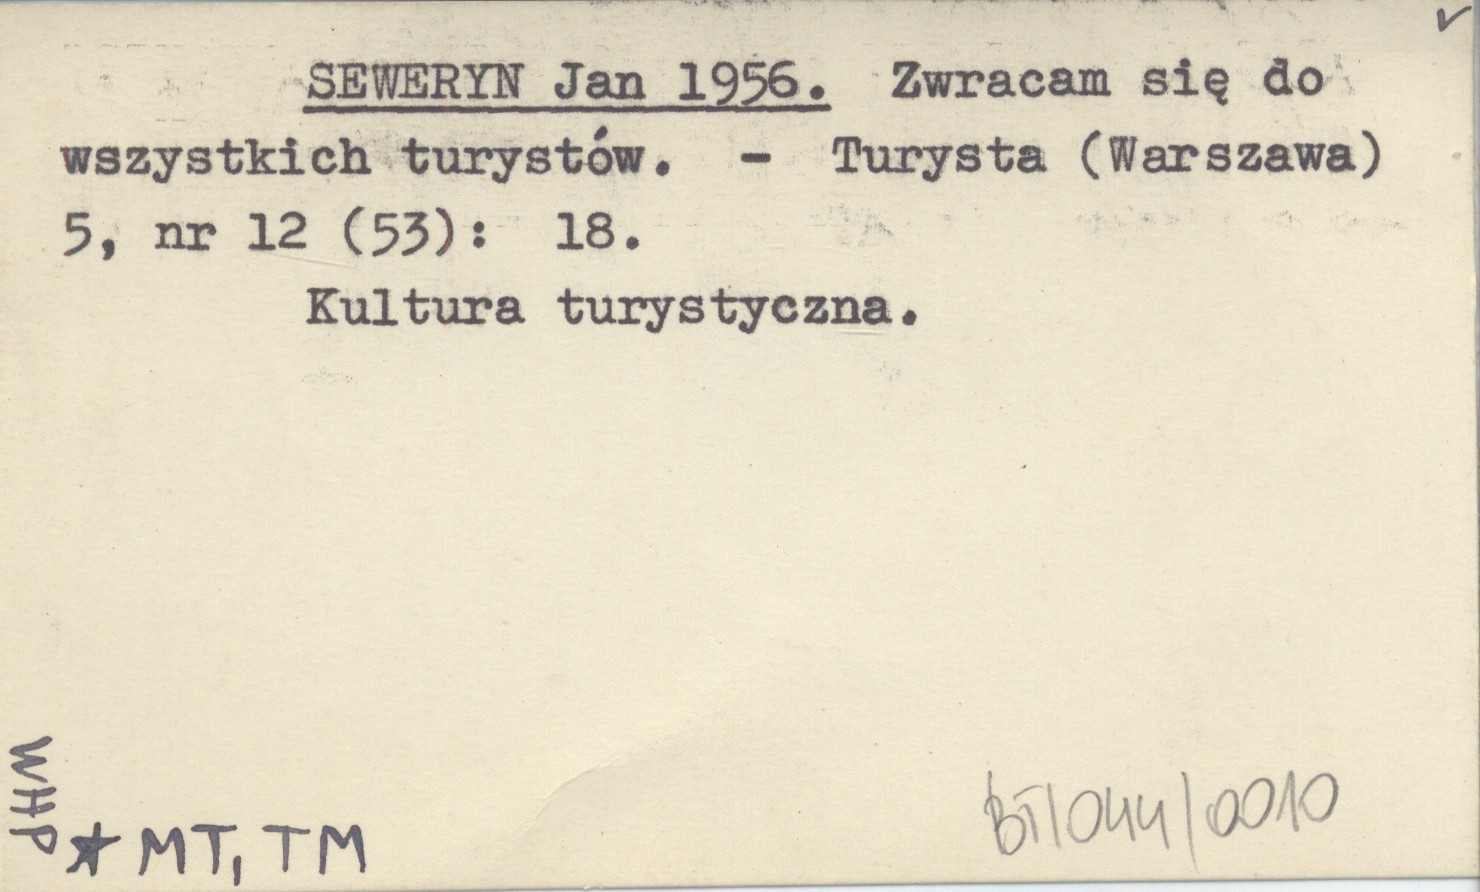 SEWERYN Jan 1956. Zwracam się do
wszystkich turystów. - Turysta (Warszawa)
5, nr 12 (53): 18.
Kultura turystyczna.
WHP
* MT, TM
BT/044/0010